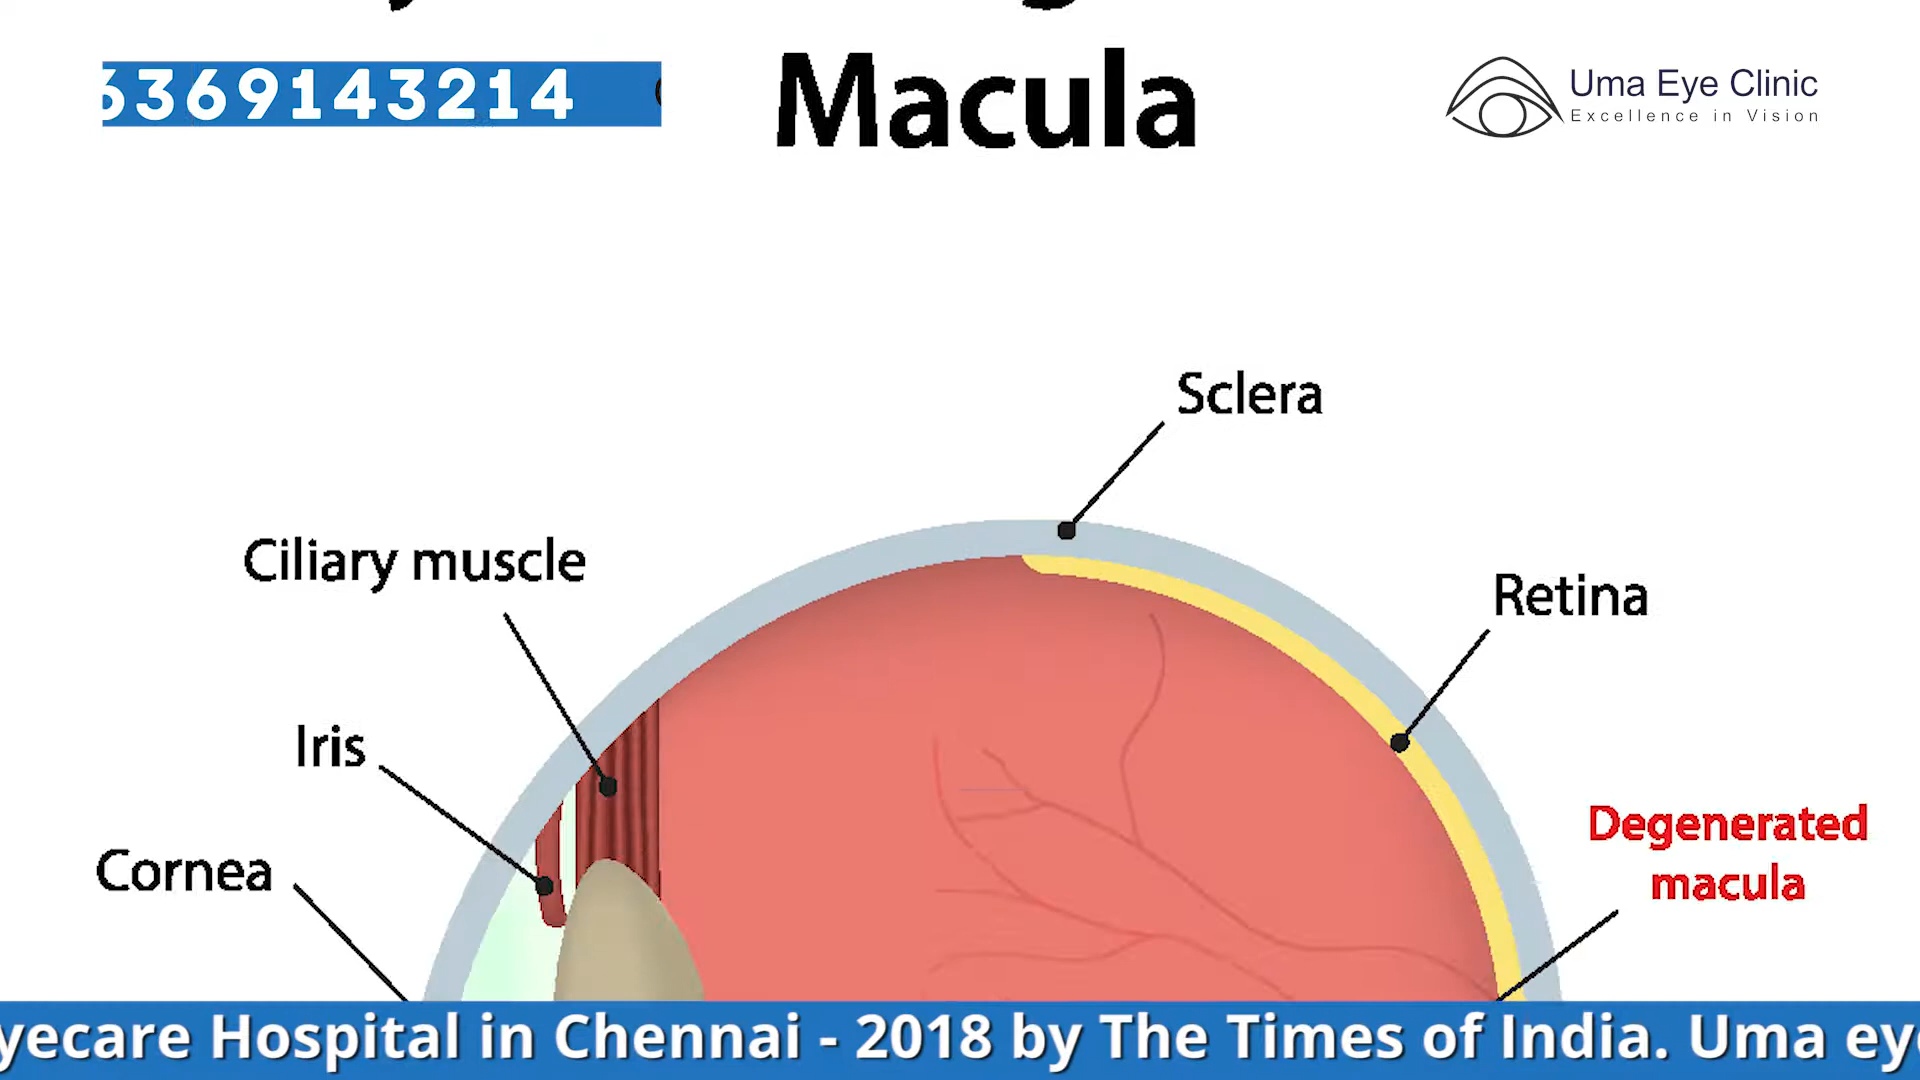 6369143214
Macula
Uma Eye Clinic
Excellence in Vision
Sclera
Ciliary muscle
Retina
Iris
Degenerated
macula
Cornea
yecare Hospital in Chennai - 2018 by The Times of India. Uma ey